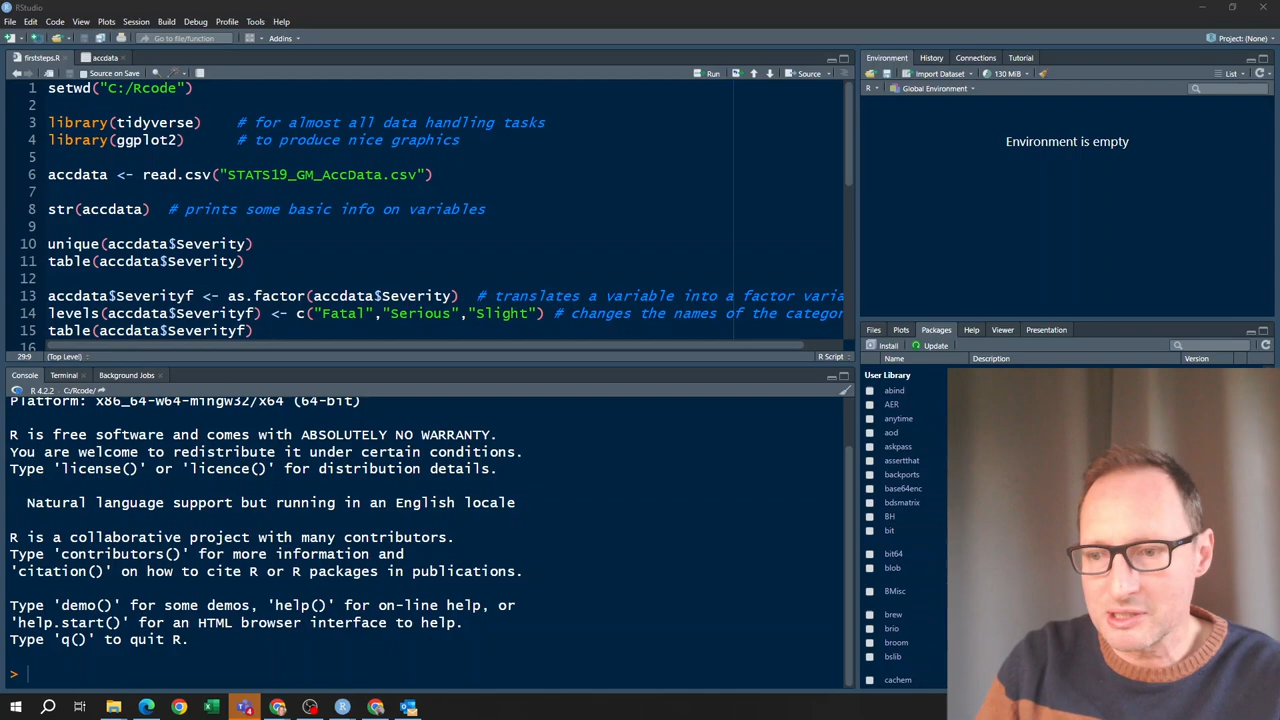 RStudio
File Edit Code View Plots Session Build Debug Profile Tools Help
Go to file/function Addins Project: (None)
firststeps.R accdata
Source on Save Run Source
1 setwd("C:/Rcode")
2
3 library(tidyverse) # for almost all data handling tasks
4 library(ggplot2) # to produce nice graphics
5
6 accdata <- read.csv("STATS19_GM_AccData.csv")
7
8 str(accdata) # prints some basic info on variables
9
10 unique(accdata$Severity)
11 table(accdata$Severity)
12
13 accdata$Severityf <- as.factor(accdata$Severity) # translates a variable into a factor varia
14 levels(accdata$Severityf) <- c("Fatal","Serious","Slight") # changes the names of the categor
15 table(accdata$Severityf)
16
29:9 (Top Level) R Script
Console Terminal Background Jobs
R 4.2.2 · C:/Rcode/
Platform: x86_64-w64-mingw32/x64 (64-bit)
R is free software and comes with ABSOLUTELY NO WARRANTY.
You are welcome to redistribute it under certain conditions.
Type 'license()' or 'licence()' for distribution details.
Natural language support but running in an English locale
R is a collaborative project with many contributors.
Type 'contributors()' for more information and
'citation()' on how to cite R or R packages in publications.
Type 'demo()' for some demos, 'help()' for on-line help, or
'help.start()' for an HTML browser interface to help.
Type 'q()' to quit R.
>
Environment History Connections Tutorial
Import Dataset 130 MiB List
R Global Environment
Environment is empty
Files Plots Packages Help Viewer Presentation
Install Update
Name Description Version
User Library
abind
AER
anytime
aod
askpass
assertthat
backports
base64enc
bdsmatrix
BH
bit
bit64
blob
BMisc
brew
brio
broom
bslib
cachem